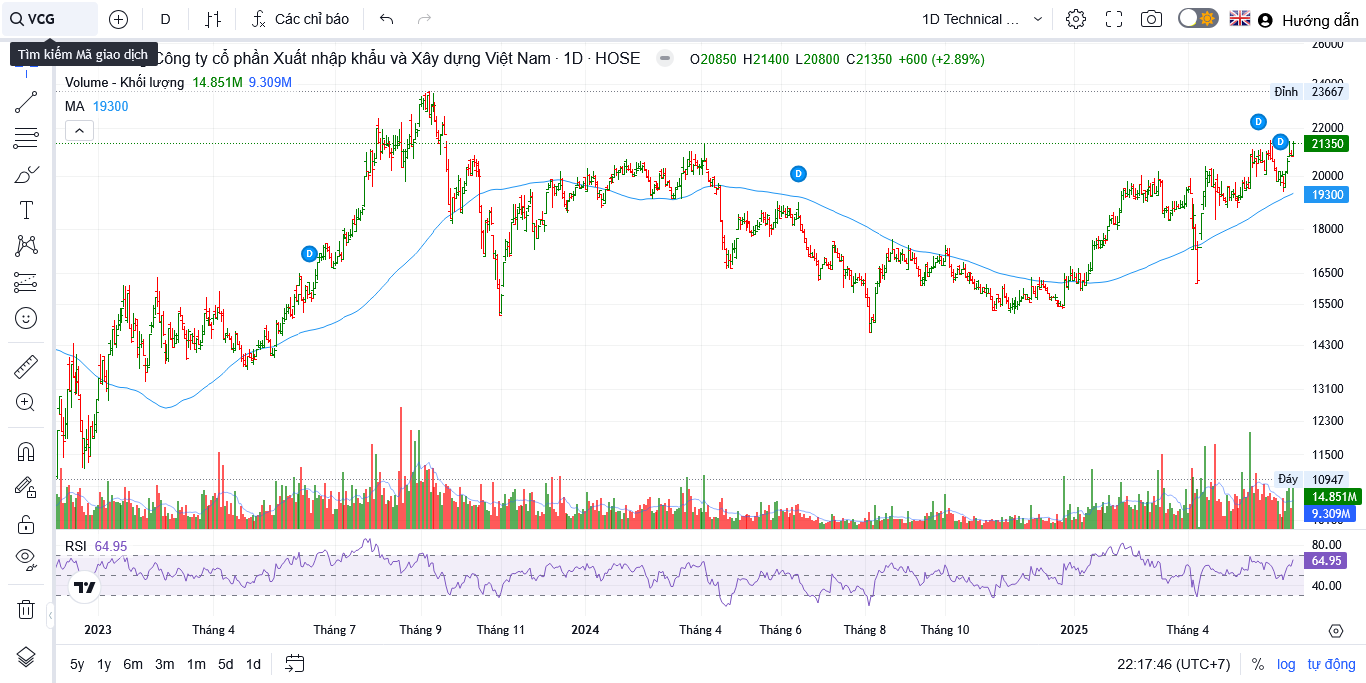 VCG
D
Các chỉ báo
1D Technical ...
Hướng dẫn
Tìm kiếm Mã giao dịch
Công ty cổ phần Xuất nhập khẩu và Xây dựng Việt Nam · 1D · HOSE
O20850 H21400 L20800 C21350 +600 (+2.89%)
Volume - Khối lượng 14.851M 9.309M
MA 19300
26000
24000
Đỉnh 23667
22000
21350
20000
19300
18000
16500
15500
14300
13100
12300
11500
Đáy 10947
14.851M
9.309M
D
D
D
D
RSI 64.95
80.00
64.95
40.00
2023 Tháng 4 Tháng 7 Tháng 9 Tháng 11 2024 Tháng 4 Tháng 6 Tháng 8 Tháng 10 2025 Tháng 4
5y 1y 6m 3m 1m 5d 1d
22:17:46 (UTC+7) % log tự động